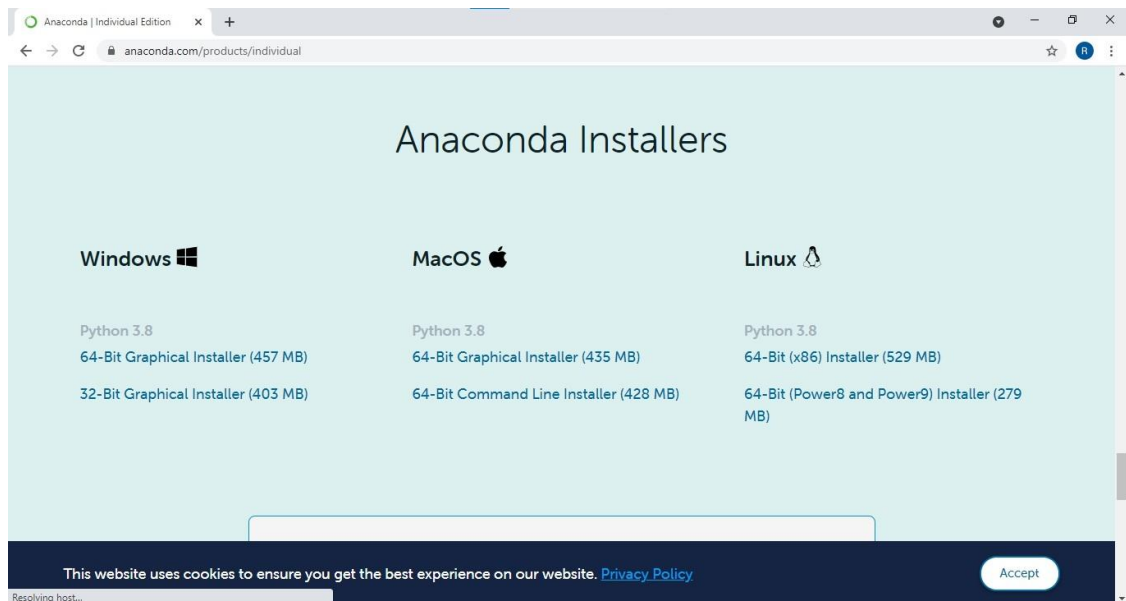 Anaconda | Individual Edition
anaconda.com/products/individual
R
Anaconda Installers
Windows
MacOS
Linux
Python 3.8
Python 3.8
Python 3.8
64-Bit Graphical Installer (457 MB)
64-Bit Graphical Installer (435 MB)
64-Bit (x86) Installer (529 MB)
32-Bit Graphical Installer (403 MB)
64-Bit Command Line Installer (428 MB)
64-Bit (Power8 and Power9) Installer (279
MB)
This website uses cookies to ensure you get the best experience on our website. Privacy Policy
Accept
Resolving host...